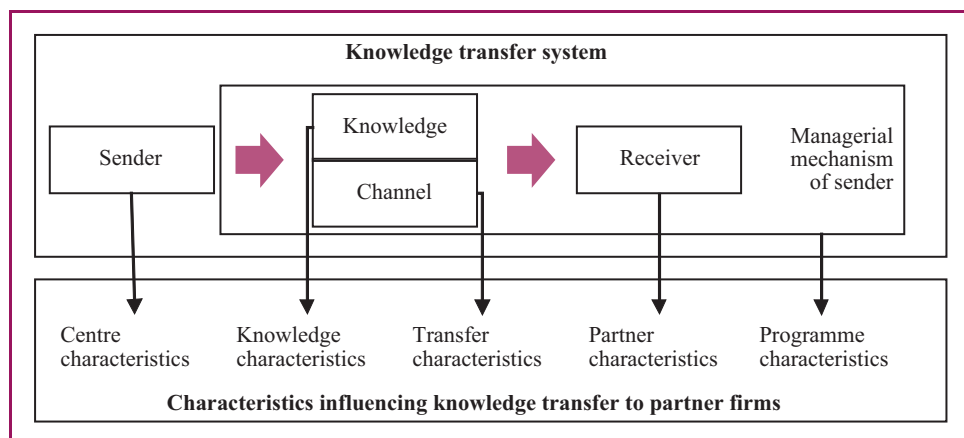 Knowledge transfer system
Sender
Knowledge
Channel
Receiver
Managerial
mechanism
of sender
Centre
characteristics
Knowledge
characteristics
Transfer
characteristics
Partner
characteristics
Programme
characteristics
Characteristics influencing knowledge transfer to partner firms